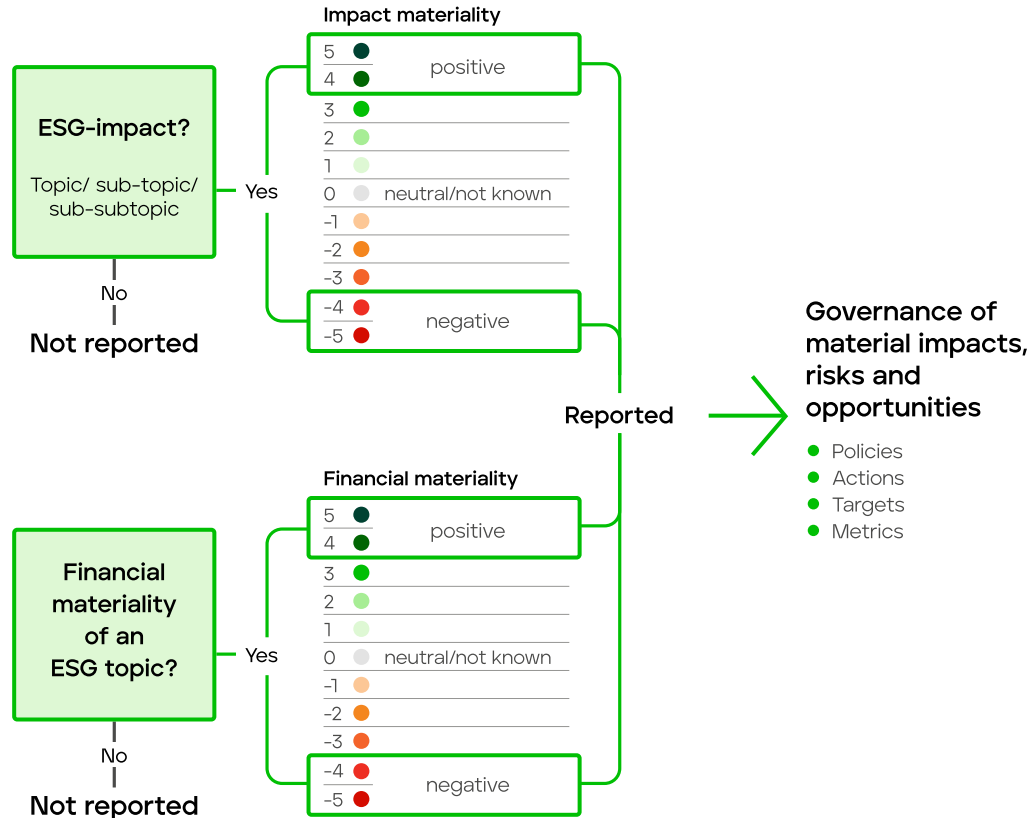 Impact materiality
5
positive
4
3
2
1
0 neutral/not known
-1
-2
-3
-4
negative
-5
ESG-impact?
Topic/ sub-topic/
sub-subtopic
Yes
No
Not reported
Financial materiality
5
positive
4
3
2
1
0 neutral/not known
-1
-2
-3
-4
negative
-5
Financial
materiality
of an
ESG topic?
Yes
No
Not reported
Reported
Governance of
material impacts,
risks and
opportunities
Policies
Actions
Targets
Metrics